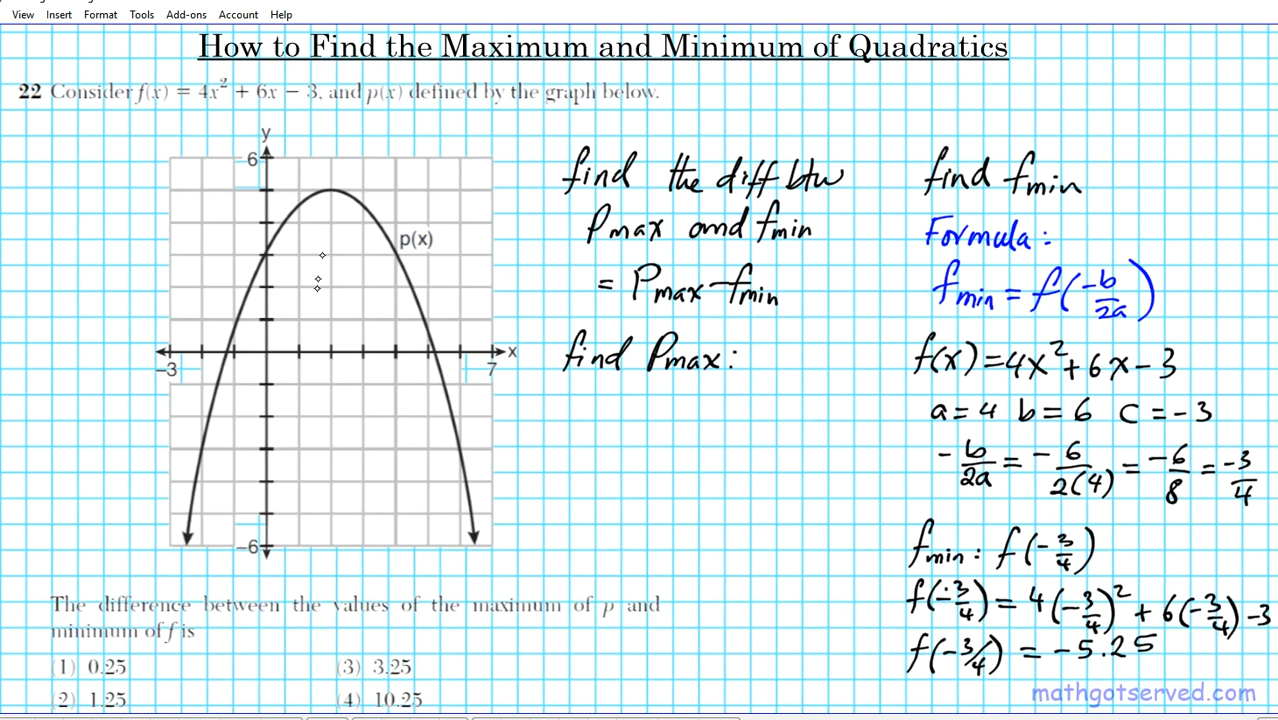 View Insert Format Tools Add-ons Account Help
How to Find the Maximum and Minimum of Quadratics
22 Consider f(x) = 4x² + 6x − 3, and p(x) defined by the graph below.
y
6
p(x)
x
−3
7
−6
The difference between the values of the maximum of p and
minimum of f is
(1) 0.25
(3) 3.25
(2) 1.25
(4) 10.25
find the diff btw
Pmax and fmin
= Pmax − fmin
find Pmax :
find fmin
Formula :
fmin = f(-b/2a)
f(x) = 4x² + 6x − 3
a = 4 b = 6 c = −3
-b/2a = -6/2(4) = -6/8 = -3/4
fmin : f(-3/4)
f(-3/4) = 4(-3/4)² + 6(-3/4) − 3
f(-3/4) = −5.25
mathgotserved.com